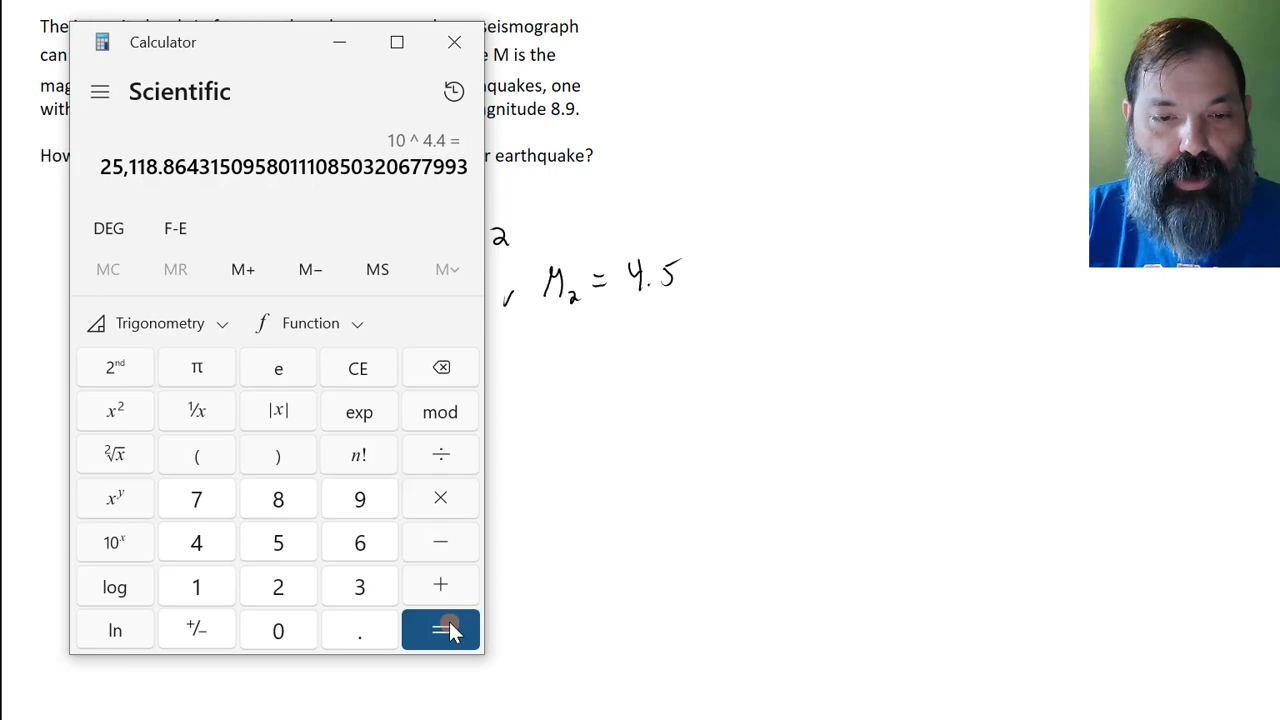 The seismograph
can M is the
mag quakes, one
with gnitude 8.9.
How r earthquake?
Calculator
Scientific
10 ^ 4.4 =
25,118.864315095801110850320677993
DEG F-E
MC MR M+ M− MS M˅
Trigonometry f Function
2nd π e CE
x² ¹/x |x| exp mod
²√x ( ) n! ÷
xʸ 7 8 9 ×
10ˣ 4 5 6 −
log 1 2 3 +
ln +/− 0 . =
2
, M₂ = 4.5